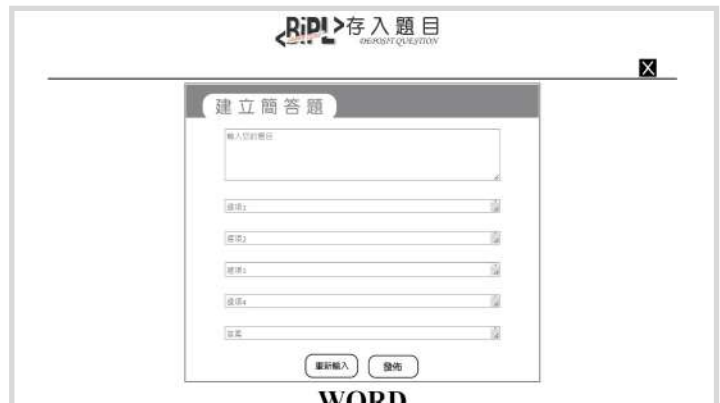 <RiPL>存入題目
DEPOSIT QUESTION
X
建立簡答題
輸入您的題目
選項1
選項2
選項3
選項4
答案
重新輸入 發佈
WORD